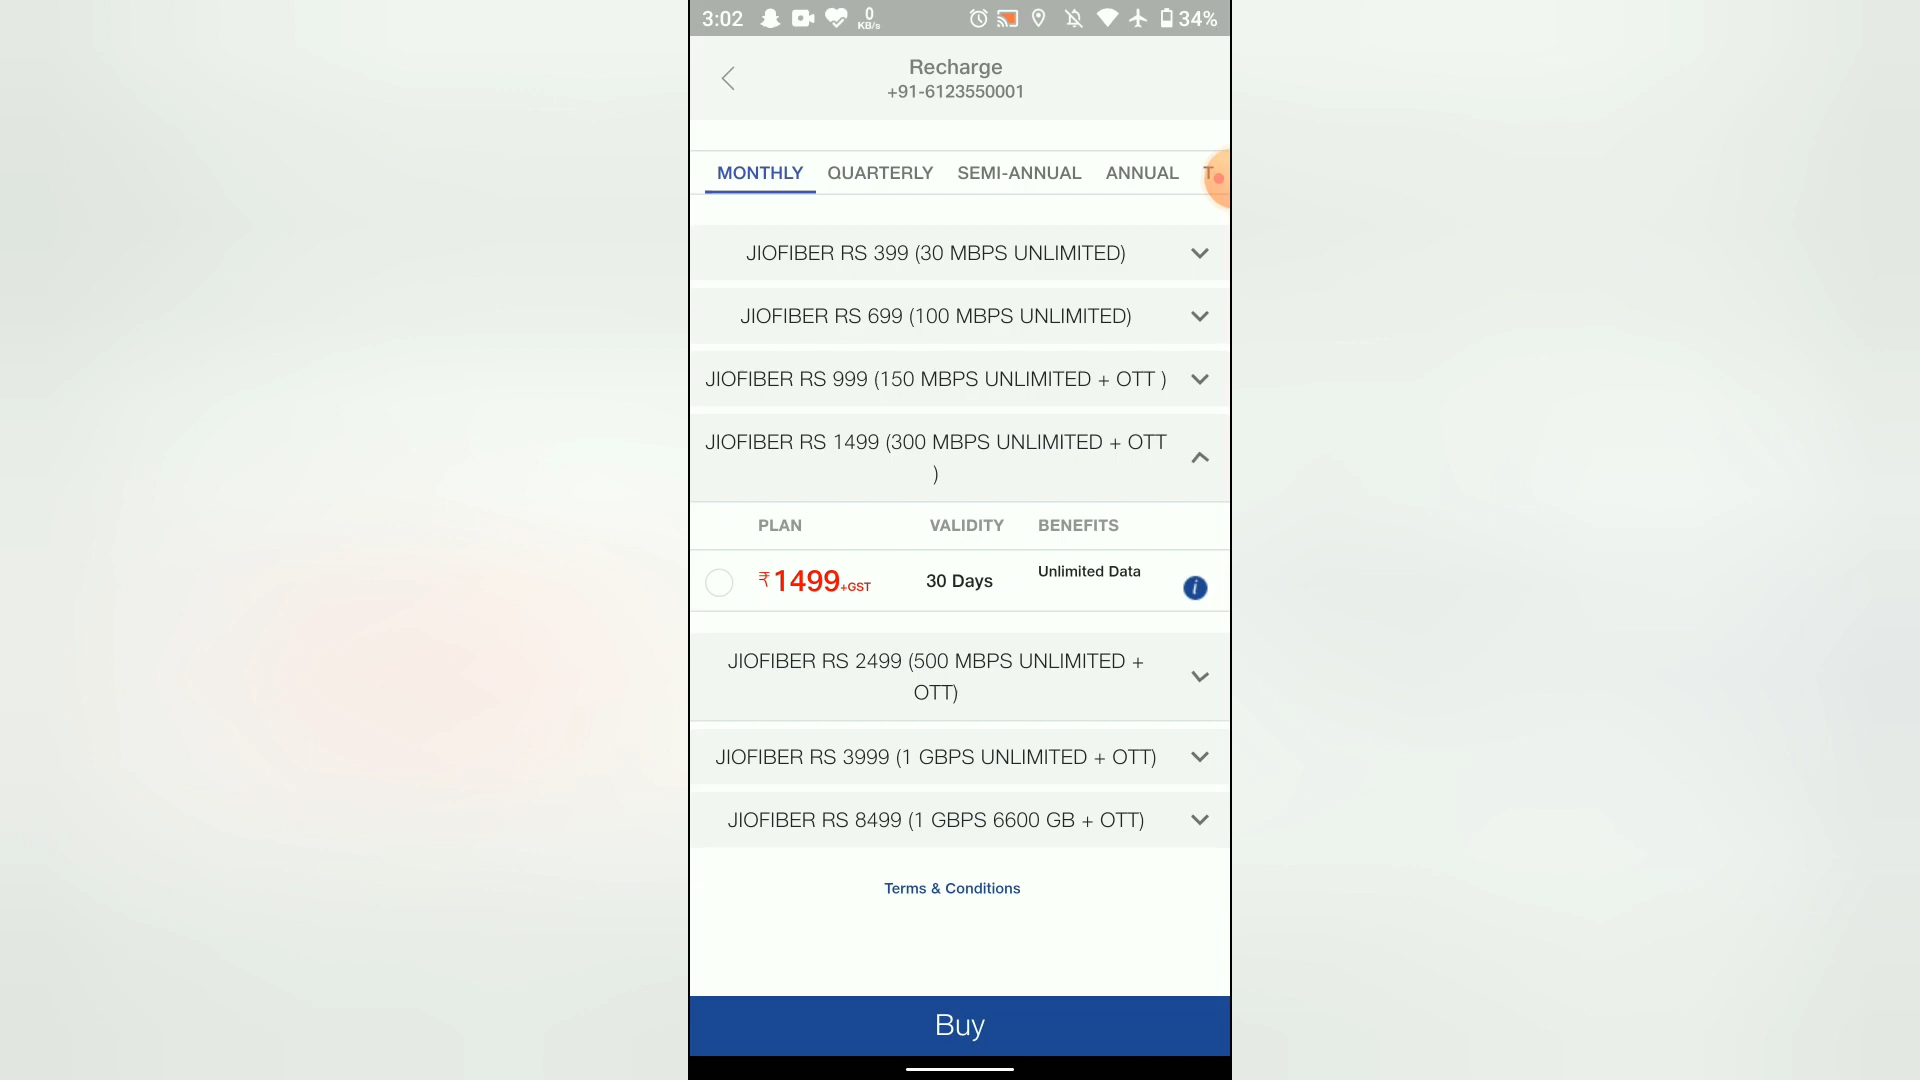 3:02 0 KB/s 34%
Recharge
+91-6123550001
MONTHLY QUARTERLY SEMI-ANNUAL ANNUAL T
JIOFIBER RS 399 (30 MBPS UNLIMITED)
JIOFIBER RS 699 (100 MBPS UNLIMITED)
JIOFIBER RS 999 (150 MBPS UNLIMITED + OTT )
JIOFIBER RS 1499 (300 MBPS UNLIMITED + OTT
)
PLAN VALIDITY BENEFITS
₹1499+GST 30 Days Unlimited Data i
JIOFIBER RS 2499 (500 MBPS UNLIMITED +
OTT)
JIOFIBER RS 3999 (1 GBPS UNLIMITED + OTT)
JIOFIBER RS 8499 (1 GBPS 6600 GB + OTT)
Terms & Conditions
Buy